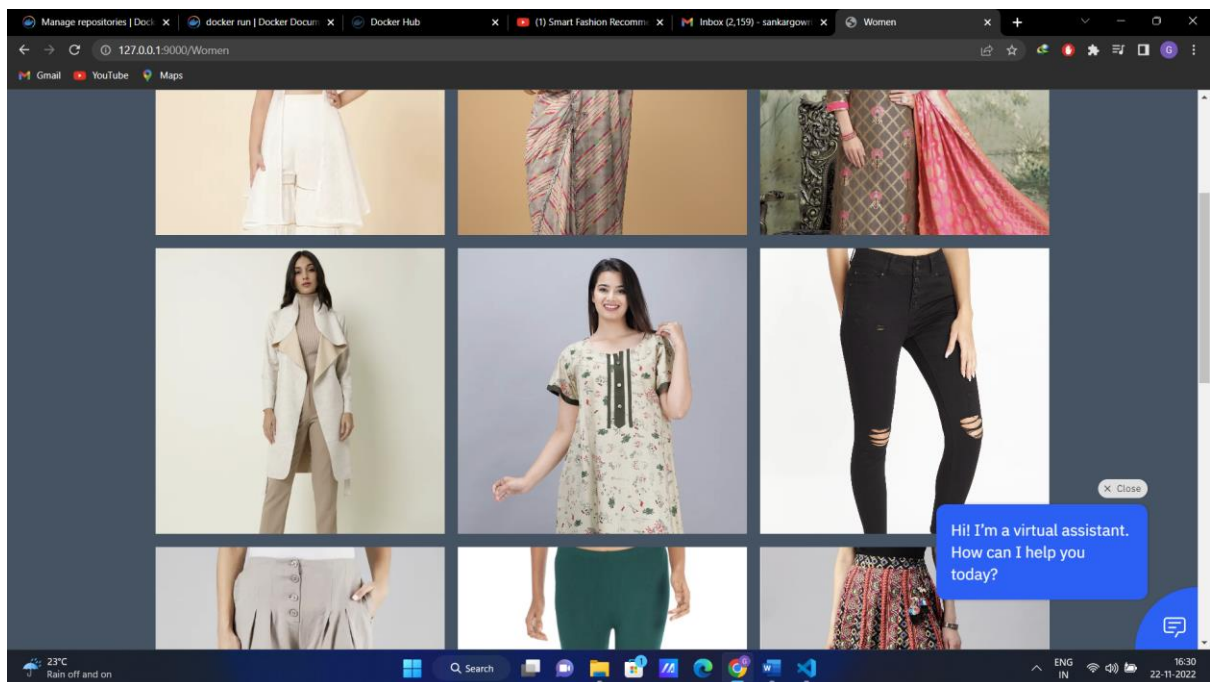 Manage repositories | Dock
docker run | Docker Docum
Docker Hub
(1) Smart Fashion Recomm
Inbox (2,159) - sankargown
Women
127.0.0.1:9000/Women
G
Gmail
YouTube
Maps
× Close
Hi! I'm a virtual assistant.
How can I help you
today?
23°C
Rain off and on
Search
ENG
IN
16:30
22-11-2022